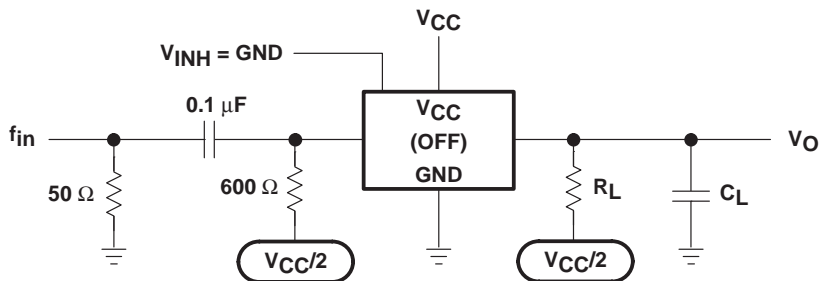 VCC
VINH = GND
0.1 μF
fin
VCC
(OFF)
GND
VO
50 Ω
600 Ω
RL
CL
VCC/2
VCC/2